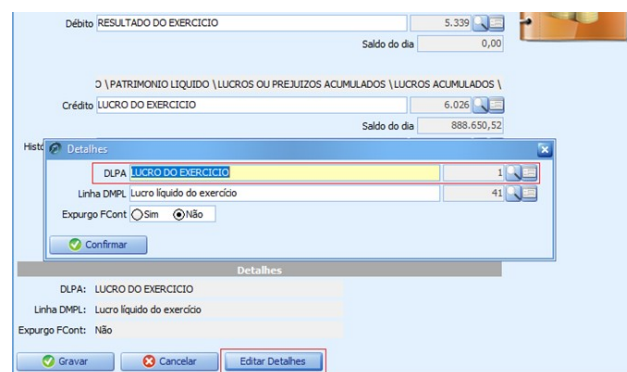 Débito RESULTADO DO EXERCICIO 5.339
Saldo do dia 0,00
O \ PATRIMONIO LIQUIDO \ LUCROS OU PREJUIZOS ACUMULADOS \ LUCROS ACUMULADOS \
Crédito LUCRO DO EXERCICIO 6.026
Saldo do dia 888.650,52
Histó
Detalhes
DLPA LUCRO DO EXERCICIO 1
Linha DMPL Lucro líquido do exercício 41
Expurgo FCont Sim Não
Confirmar
Detalhes
DLPA: LUCRO DO EXERCICIO
Linha DMPL: Lucro líquido do exercício
Expurgo FCont: Não
Gravar Cancelar Editar Detalhes